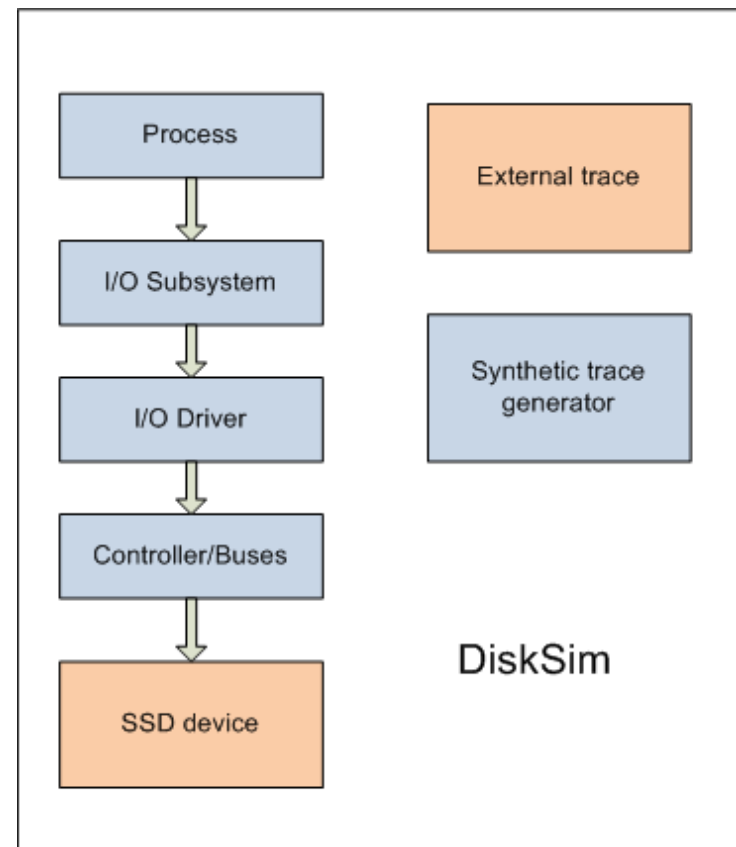 Process
I/O Subsystem
I/O Driver
Controller/Buses
SSD device
External trace
Synthetic trace
generator
DiskSim